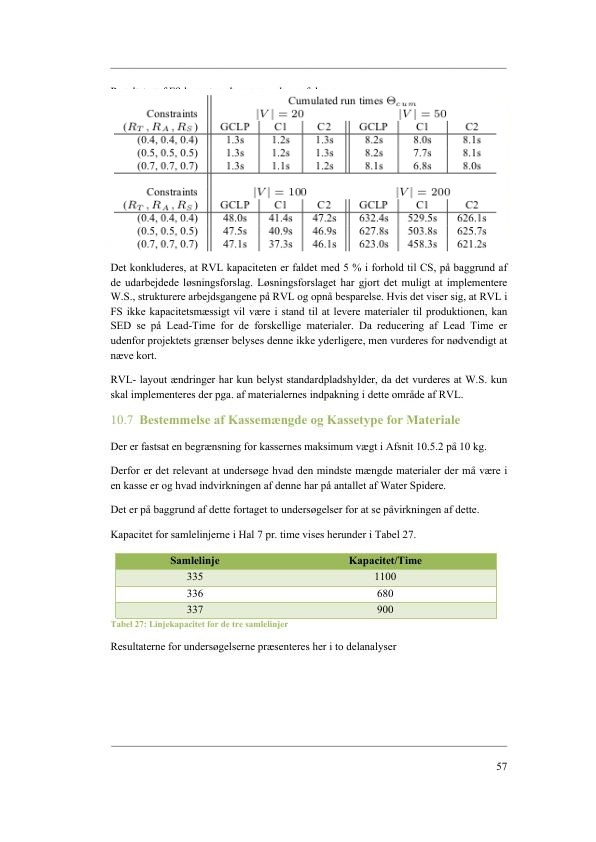 Cumulated run times Θcum
Constraints |V| = 20 |V| = 50
(RT, RA, RS) GCLP C1 C2 GCLP C1 C2
(0.4, 0.4, 0.4) 1.3s 1.2s 1.3s 8.2s 8.0s 8.1s
(0.5, 0.5, 0.5) 1.3s 1.2s 1.3s 8.2s 7.7s 8.1s
(0.7, 0.7, 0.7) 1.3s 1.1s 1.2s 8.1s 6.8s 8.0s
Constraints |V| = 100 |V| = 200
(RT, RA, RS) GCLP C1 C2 GCLP C1 C2
(0.4, 0.4, 0.4) 48.0s 41.4s 47.2s 632.4s 529.5s 626.1s
(0.5, 0.5, 0.5) 47.5s 40.9s 46.9s 627.8s 503.8s 625.7s
(0.7, 0.7, 0.7) 47.1s 37.3s 46.1s 623.0s 458.3s 621.2s
Det konkluderes, at RVL kapaciteten er faldet med 5 % i forhold til CS, på baggrund af
de udarbejdede løsningsforslag. Løsningsforslaget har gjort det muligt at implementere
W.S., strukturere arbejdsgangene på RVL og opnå besparelse. Hvis det viser sig, at RVL i
FS ikke kapacitetsmæssigt vil være i stand til at levere materialer til produktionen, kan
SED se på Lead-Time for de forskellige materialer. Da reducering af Lead Time er
udenfor projektets grænser belyses denne ikke yderligere, men vurderes for nødvendigt at
næve kort.
RVL- layout ændringer har kun belyst standardpladshylder, da det vurderes at W.S. kun
skal implementeres der pga. af materialernes indpakning i dette område af RVL.
10.7 Bestemmelse af Kassemængde og Kassetype for Materiale
Der er fastsat en begrænsning for kassernes maksimum vægt i Afsnit 10.5.2 på 10 kg.
Derfor er det relevant at undersøge hvad den mindste mængde materialer der må være i
en kasse er og hvad indvirkningen af denne har på antallet af Water Spidere.
Det er på baggrund af dette fortaget to undersøgelser for at se påvirkningen af dette.
Kapacitet for samlelinjerne i Hal 7 pr. time vises herunder i Tabel 27.
Samlelinje Kapacitet/Time
335 1100
336 680
337 900
Tabel 27: Linjekapacitet for de tre samlelinjer
Resultaterne for undersøgelserne præsenteres her i to delanalyser
57